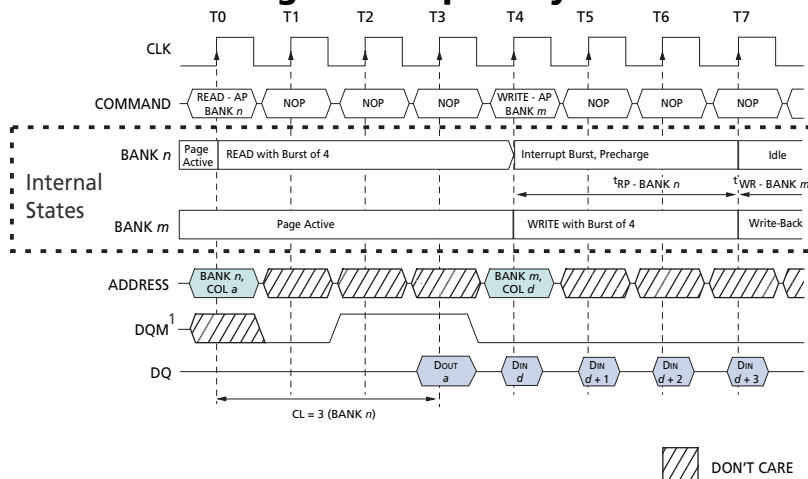 T0 T1 T2 T3 T4 T5 T6 T7
CLK
COMMAND
READ - AP
BANK n
NOP
NOP
NOP
WRITE - AP
BANK m
NOP
NOP
NOP
Internal
States
BANK n
Page
Active
READ with Burst of 4
Interrupt Burst, Precharge
Idle
tRP - BANK n
tWR - BANK m
BANK m
Page Active
WRITE with Burst of 4
Write-Back
ADDRESS
BANK n,
COL a
BANK m,
COL d
DQM1
DQ
DOUT
a
DIN
d
DIN
d + 1
DIN
d + 2
DIN
d + 3
CL = 3 (BANK n)
DON'T CARE